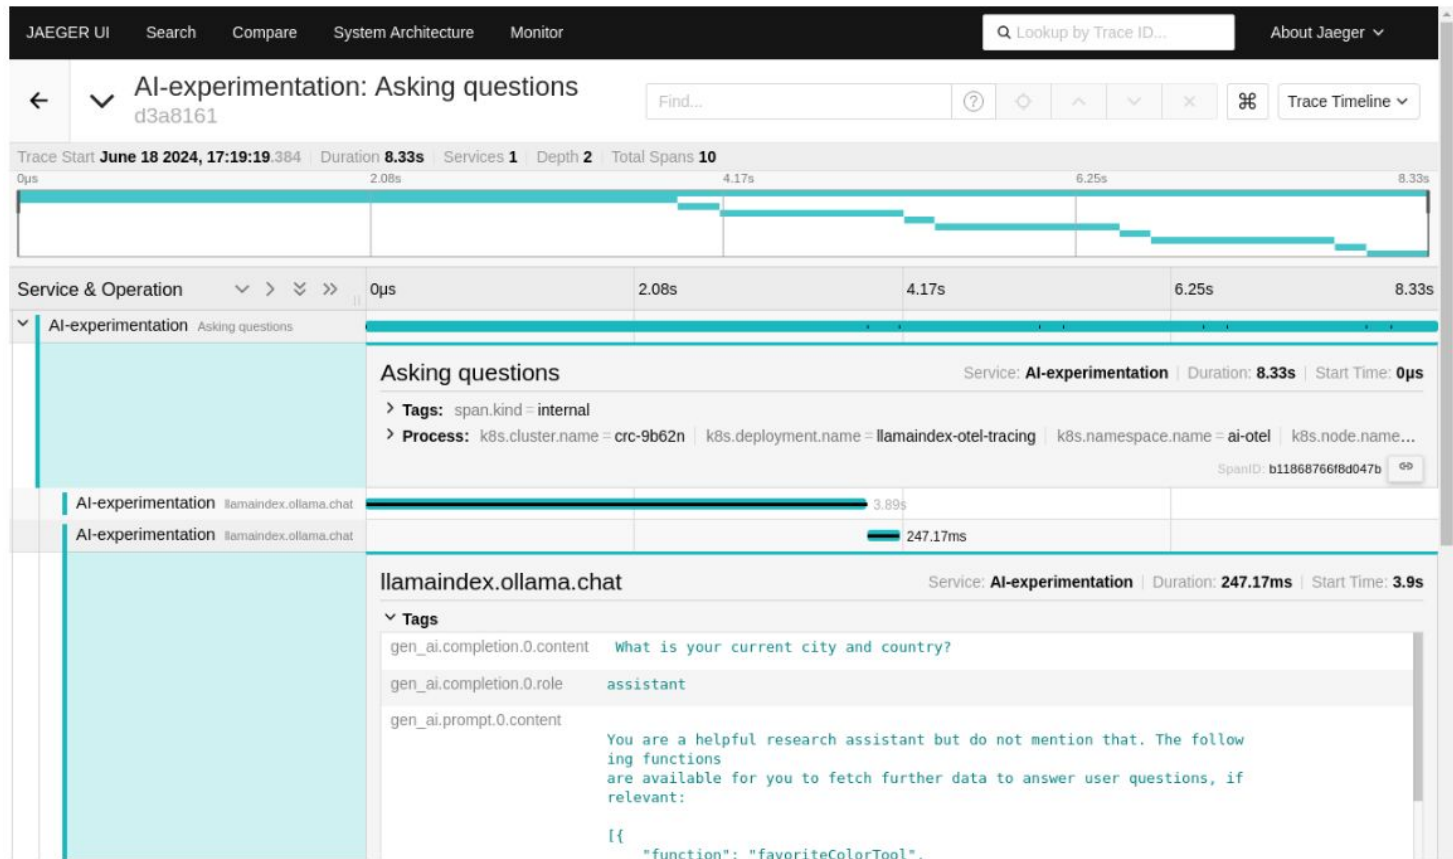 JAEGER UI Search Compare System Architecture Monitor Lookup by Trace ID... About Jaeger
AI-experimentation: Asking questions
d3a8161
Find...
? ⌘ Trace Timeline
Trace Start June 18 2024, 17:19:19.384 Duration 8.33s Services 1 Depth 2 Total Spans 10
0μs 2.08s 4.17s 6.25s 8.33s
Service & Operation 0μs 2.08s 4.17s 6.25s 8.33s
AI-experimentation Asking questions
Asking questions Service: AI-experimentation Duration: 8.33s Start Time: 0μs
Tags: span.kind = internal
Process: k8s.cluster.name = crc-9b62n k8s.deployment.name = llamaindex-otel-tracing k8s.namespace.name = ai-otel k8s.node.name...
SpanID: b11868766f8d047b
AI-experimentation llamaindex.ollama.chat 3.89s
AI-experimentation llamaindex.ollama.chat 247.17ms
llamaindex.ollama.chat Service: AI-experimentation Duration: 247.17ms Start Time: 3.9s
Tags
gen_ai.completion.0.content What is your current city and country?
gen_ai.completion.0.role assistant
gen_ai.prompt.0.content
You are a helpful research assistant but do not mention that. The follow
ing functions
are available for you to fetch further data to answer user questions, if
relevant:
[{
"function": "favoriteColorTool",